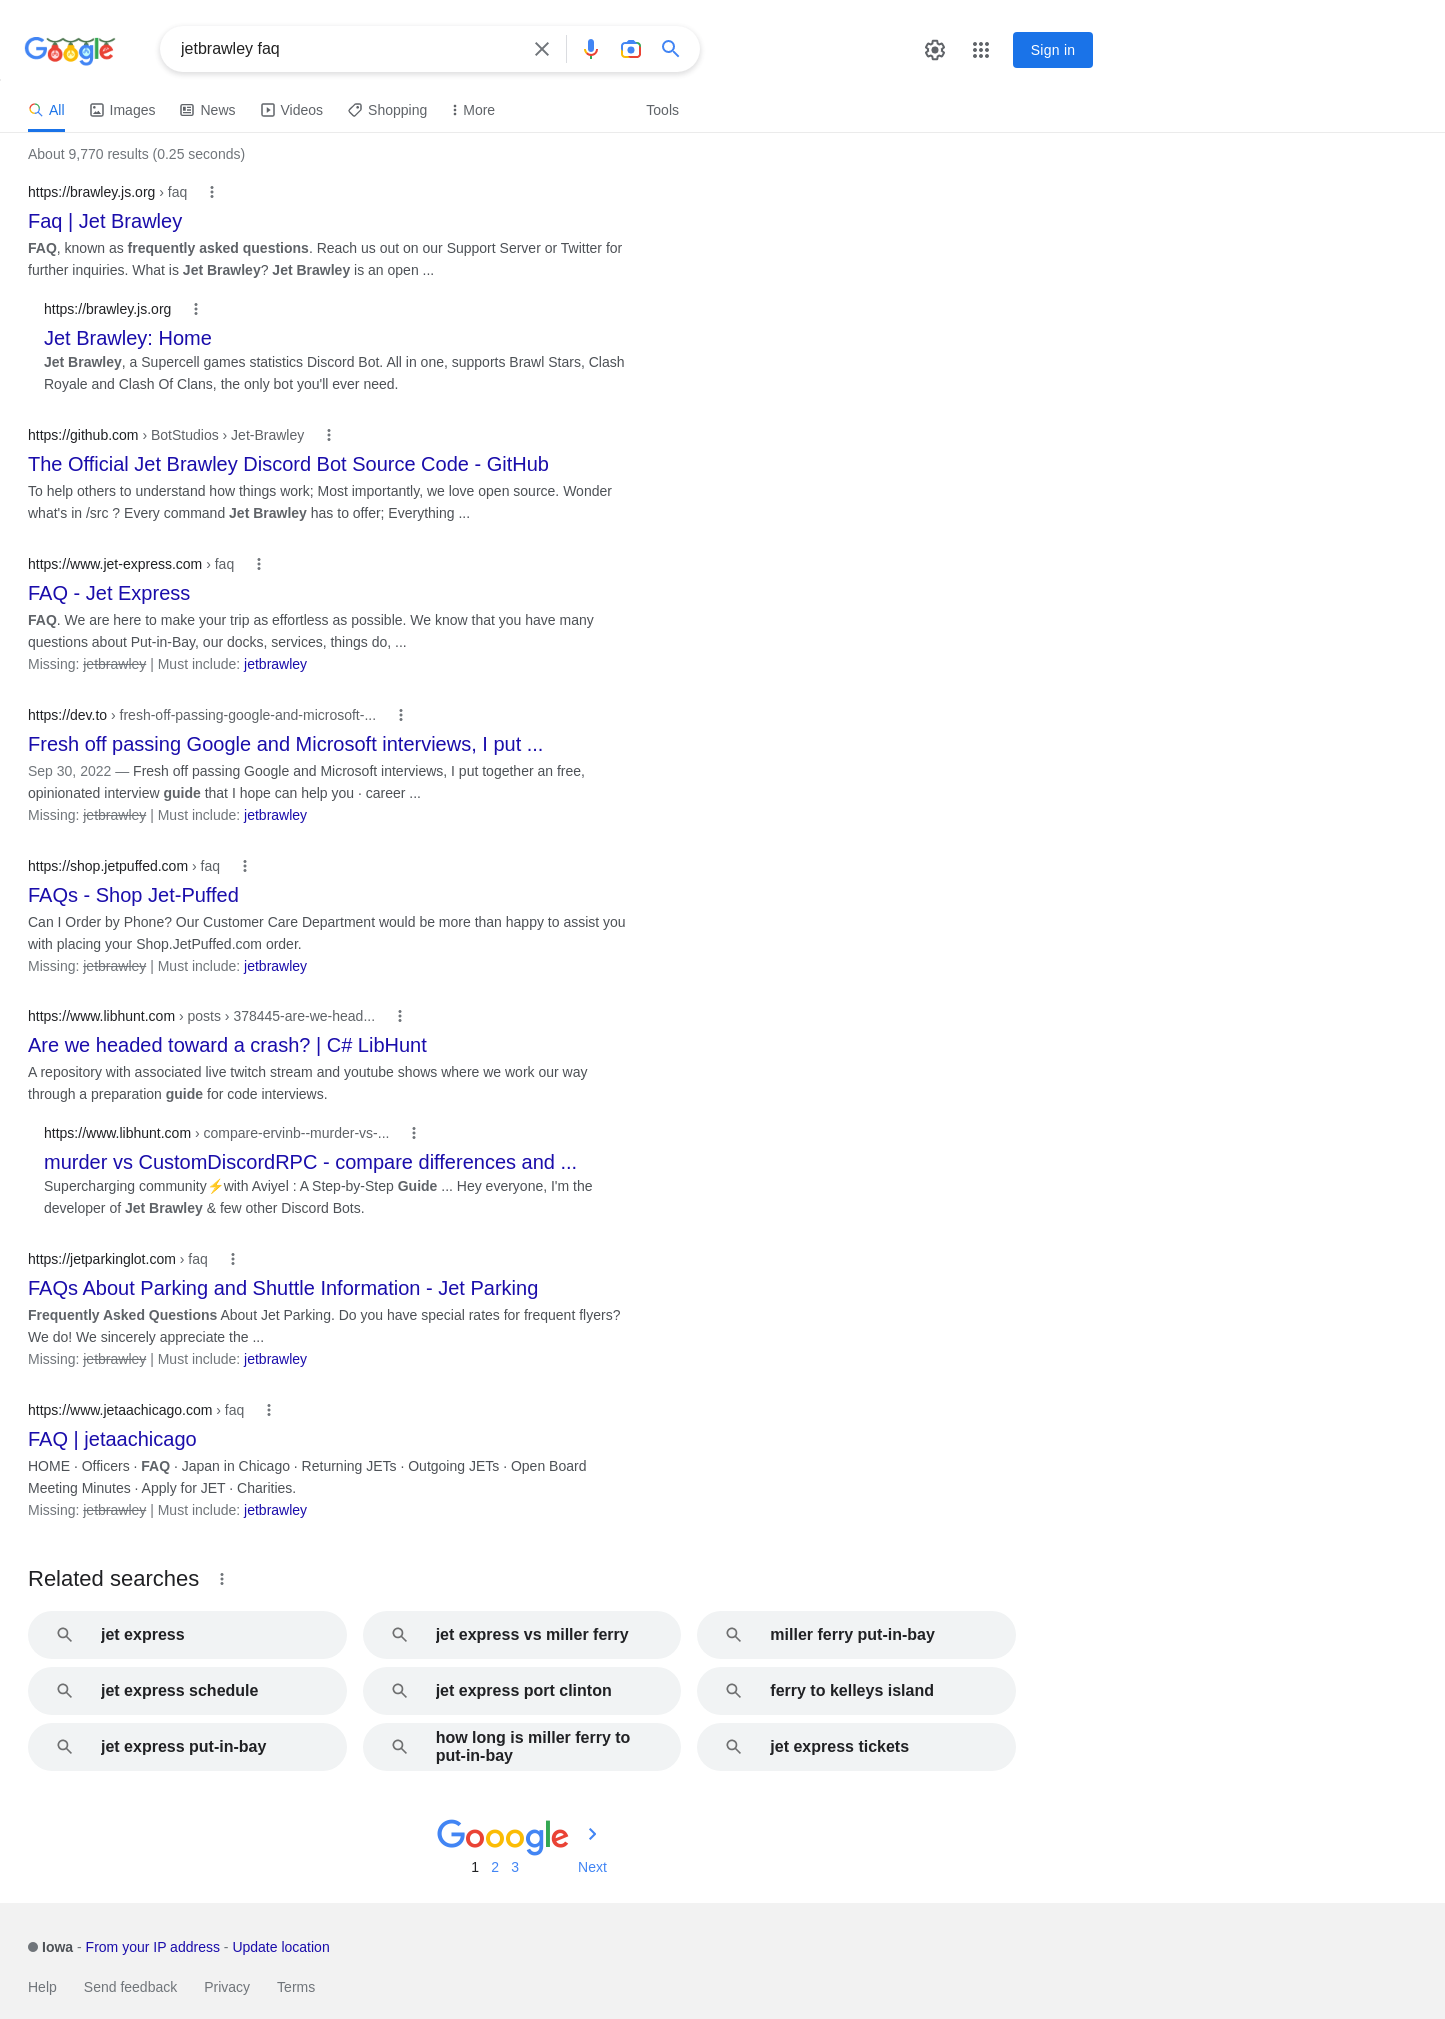 Google
jetbrawley faq
Sign in
All
Images
News
Videos
Shopping
More
Tools
About 9,770 results (0.25 seconds)
https://brawley.js.org › faq
Faq | Jet Brawley
FAQ, known as frequently asked questions. Reach us out on our Support Server or Twitter for
further inquiries. What is Jet Brawley? Jet Brawley is an open ...
https://brawley.js.org
Jet Brawley: Home
Jet Brawley, a Supercell games statistics Discord Bot. All in one, supports Brawl Stars, Clash
Royale and Clash Of Clans, the only bot you'll ever need.
https://github.com › BotStudios › Jet-Brawley
The Official Jet Brawley Discord Bot Source Code - GitHub
To help others to understand how things work; Most importantly, we love open source. Wonder
what's in /src ? Every command Jet Brawley has to offer; Everything ...
https://www.jet-express.com › faq
FAQ - Jet Express
FAQ. We are here to make your trip as effortless as possible. We know that you have many
questions about Put-in-Bay, our docks, services, things do, ...
Missing: jetbrawley | Must include: jetbrawley
https://dev.to › fresh-off-passing-google-and-microsoft-...
Fresh off passing Google and Microsoft interviews, I put ...
Sep 30, 2022 — Fresh off passing Google and Microsoft interviews, I put together an free,
opinionated interview guide that I hope can help you · career ...
Missing: jetbrawley | Must include: jetbrawley
https://shop.jetpuffed.com › faq
FAQs - Shop Jet-Puffed
Can I Order by Phone? Our Customer Care Department would be more than happy to assist you
with placing your Shop.JetPuffed.com order.
Missing: jetbrawley | Must include: jetbrawley
https://www.libhunt.com › posts › 378445-are-we-head...
Are we headed toward a crash? | C# LibHunt
A repository with associated live twitch stream and youtube shows where we work our way
through a preparation guide for code interviews.
https://www.libhunt.com › compare-ervinb--murder-vs-...
murder vs CustomDiscordRPC - compare differences and ...
Supercharging community⚡with Aviyel : A Step-by-Step Guide ... Hey everyone, I'm the
developer of Jet Brawley & few other Discord Bots.
https://jetparkinglot.com › faq
FAQs About Parking and Shuttle Information - Jet Parking
Frequently Asked Questions About Jet Parking. Do you have special rates for frequent flyers?
We do! We sincerely appreciate the ...
Missing: jetbrawley | Must include: jetbrawley
https://www.jetaachicago.com › faq
FAQ | jetaachicago
HOME · Officers · FAQ · Japan in Chicago · Returning JETs · Outgoing JETs · Open Board
Meeting Minutes · Apply for JET · Charities.
Missing: jetbrawley | Must include: jetbrawley
Related searches
jet express
jet express vs miller ferry
miller ferry put-in-bay
jet express schedule
jet express port clinton
ferry to kelleys island
jet express put-in-bay
how long is miller ferry to
put-in-bay
jet express tickets
Gooogle
1 2 3 Next
Iowa - From your IP address - Update location
Help Send feedback Privacy Terms